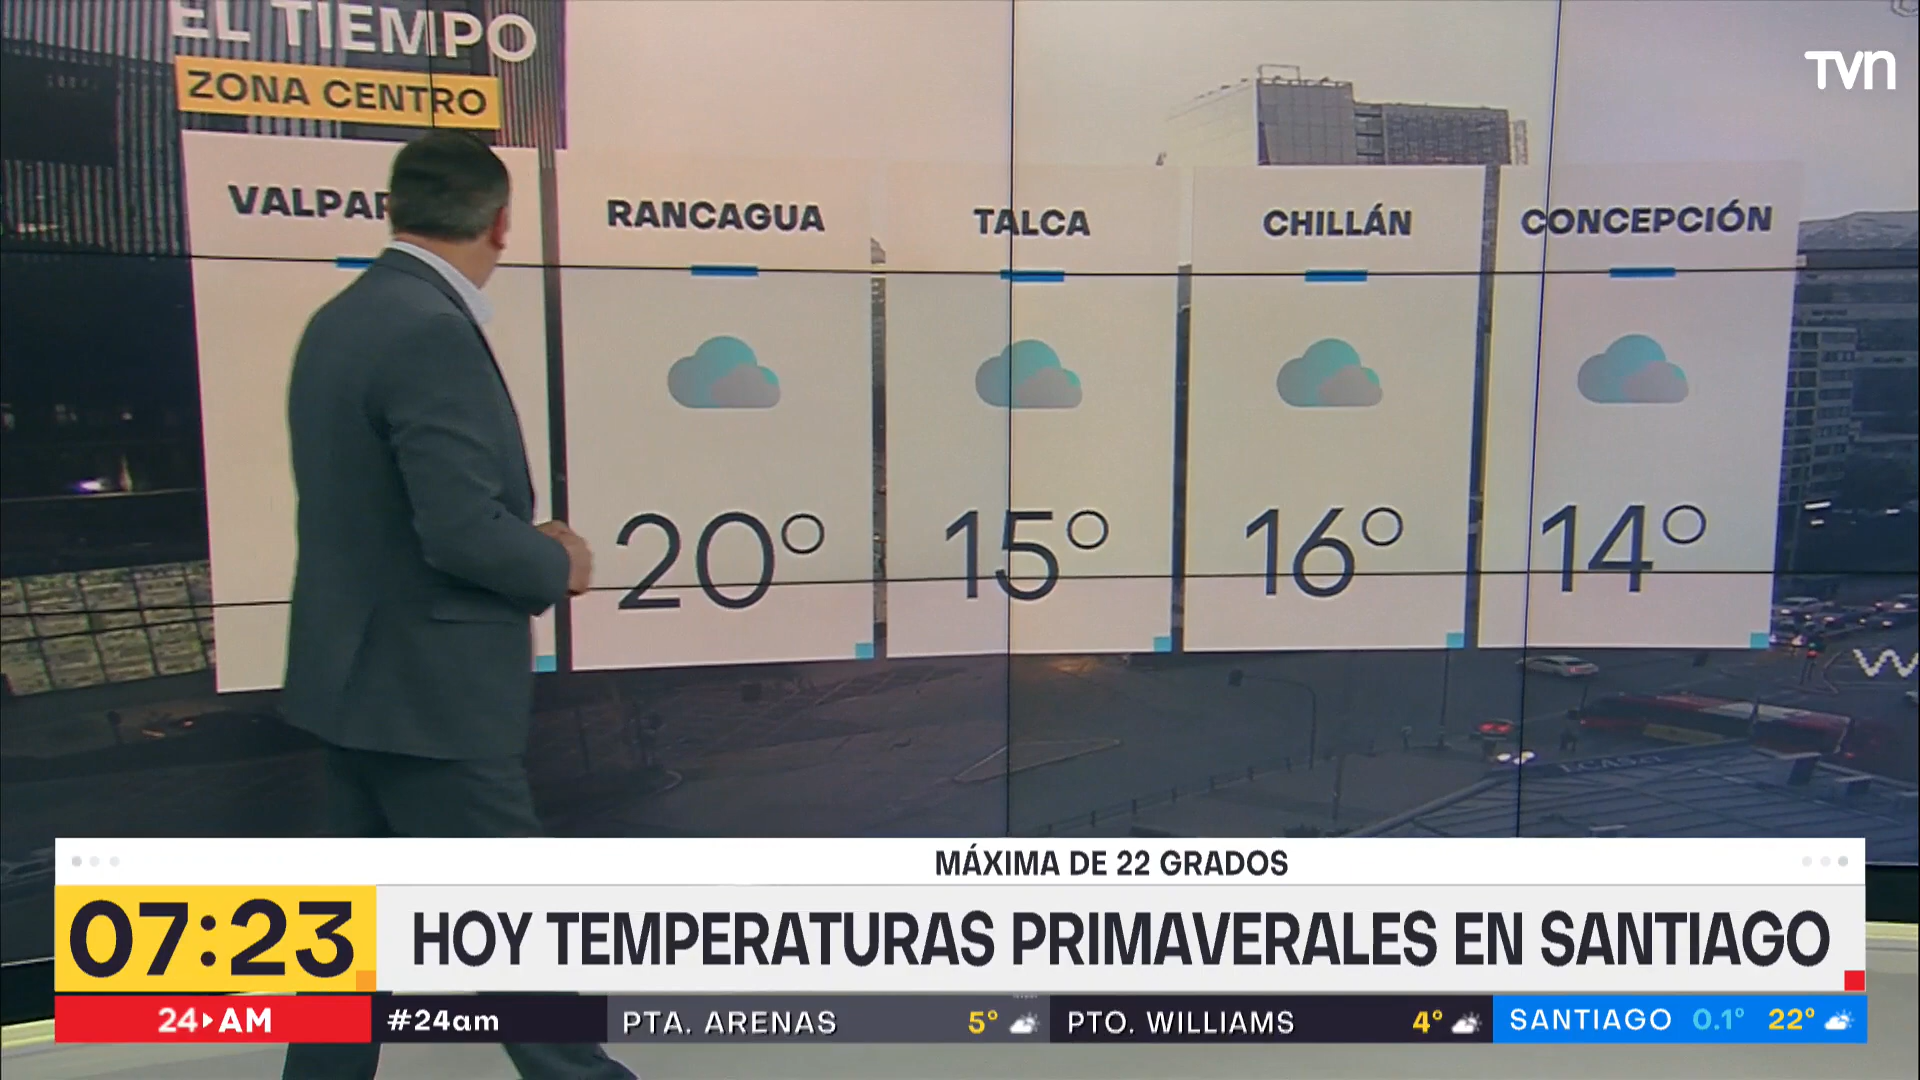 EL TIEMPO
ZONA CENTRO
TVN
RANCAGUA
TALCA
CHILLÁN
CONCEPCIÓN
20°
15°
16°
14°
MÁXIMA DE 22 GRADOS
07:23
HOY TEMPERATURAS PRIMAVERALES EN SANTIAGO
24 AM
#24am
PTA. ARENAS 5°
PTO. WILLIAMS 4°
SANTIAGO 0.1° 22°